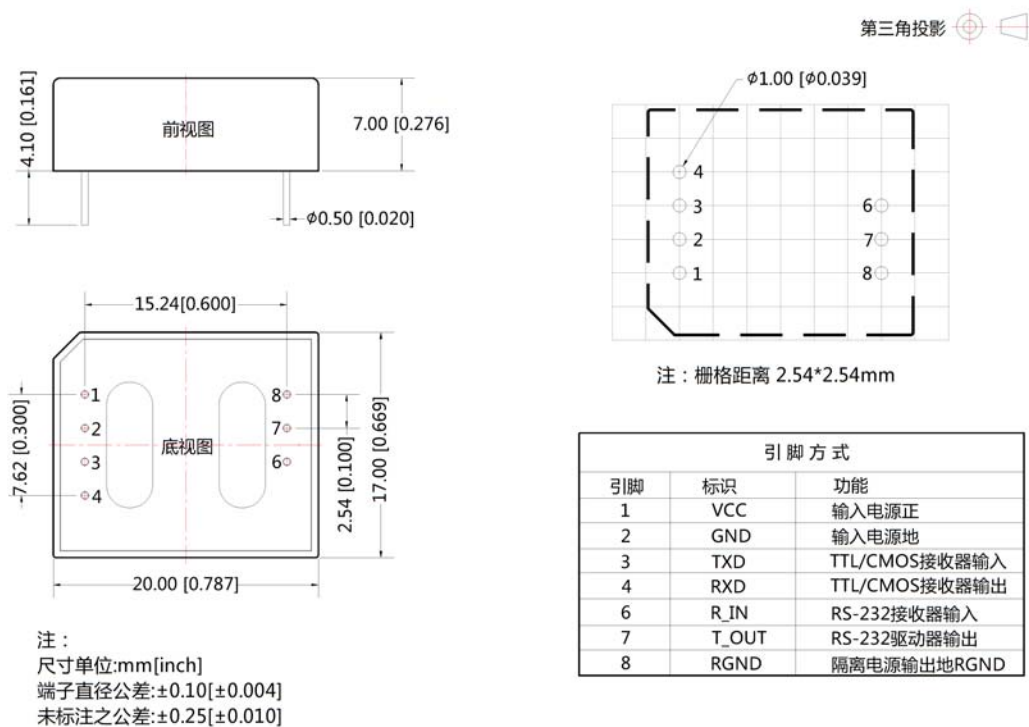 第三角投影
4.10 [0.161]
前视图
7.00 [0.276]
φ0.50 [0.020]
φ1.00 [φ0.039]
4
3
2
1
6
7
8
注：栅格距离 2.54*2.54mm
15.24[0.600]
7.62 [0.300]
1
2
3
4
底视图
8
7
6
2.54 [0.100]
17.00 [0.669]
20.00 [0.787]
注：
尺寸单位:mm[inch]
端子直径公差:±0.10[±0.004]
未标注之公差:±0.25[±0.010]
引脚方式
引脚 标识 功能
1 VCC 输入电源正
2 GND 输入电源地
3 TXD TTL/CMOS接收器输入
4 RXD TTL/CMOS接收器输出
6 R_IN RS-232接收器输入
7 T_OUT RS-232驱动器输出
8 RGND 隔离电源输出地RGND